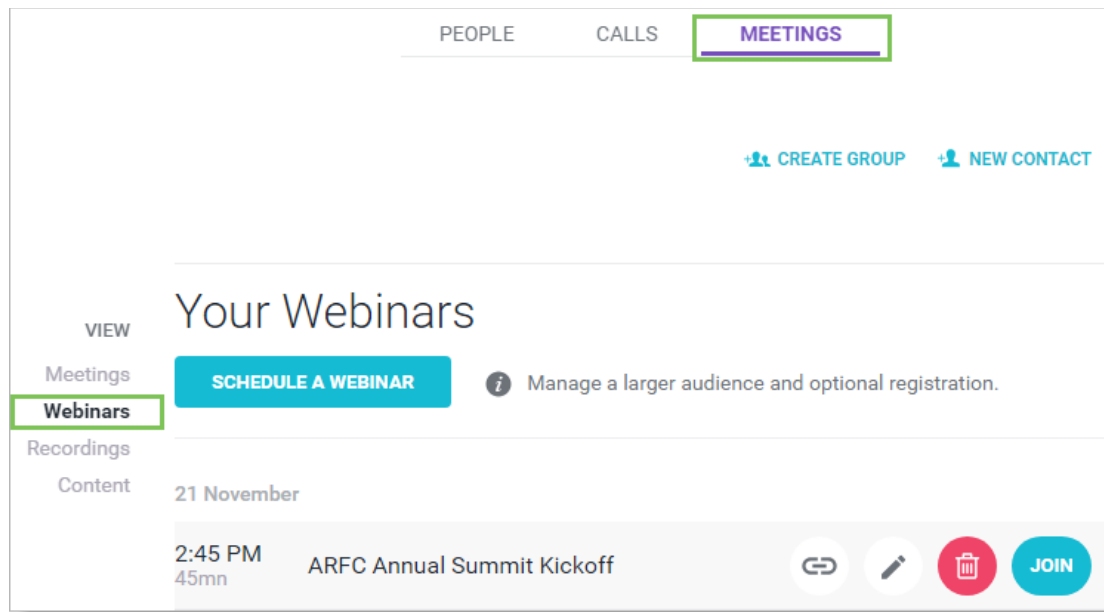 PEOPLE CALLS MEETINGS
CREATE GROUP NEW CONTACT
Your Webinars
VIEW
Meetings
SCHEDULE A WEBINAR Manage a larger audience and optional registration.
Webinars
Recordings
Content
21 November
2:45 PM ARFC Annual Summit Kickoff JOIN
45mn